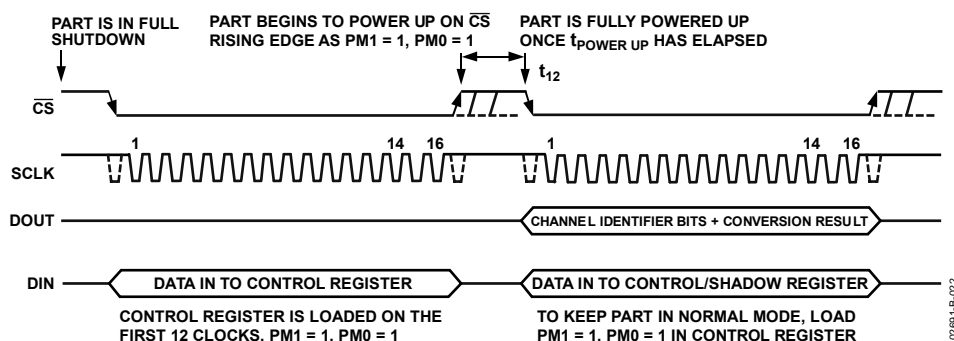 PART IS IN FULL
SHUTDOWN
PART BEGINS TO POWER UP ON CS
RISING EDGE AS PM1 = 1, PM0 = 1
PART IS FULLY POWERED UP
ONCE tPOWER UP HAS ELAPSED
t12
CS
SCLK
1
14
16
1
14
16
DOUT
CHANNEL IDENTIFIER BITS + CONVERSION RESULT
DIN
DATA IN TO CONTROL REGISTER
DATA IN TO CONTROL/SHADOW REGISTER
CONTROL REGISTER IS LOADED ON THE
FIRST 12 CLOCKS, PM1 = 1, PM0 = 1
TO KEEP PART IN NORMAL MODE, LOAD
PM1 = 1, PM0 = 1 IN CONTROL REGISTER